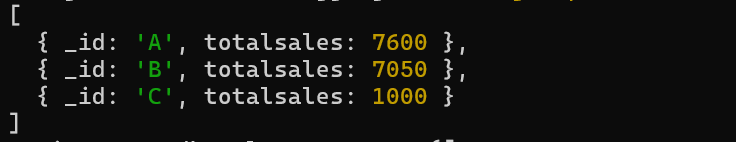 [
  { _id: 'A', totalsales: 7600 },
  { _id: 'B', totalsales: 7050 },
  { _id: 'C', totalsales: 1000 }
]